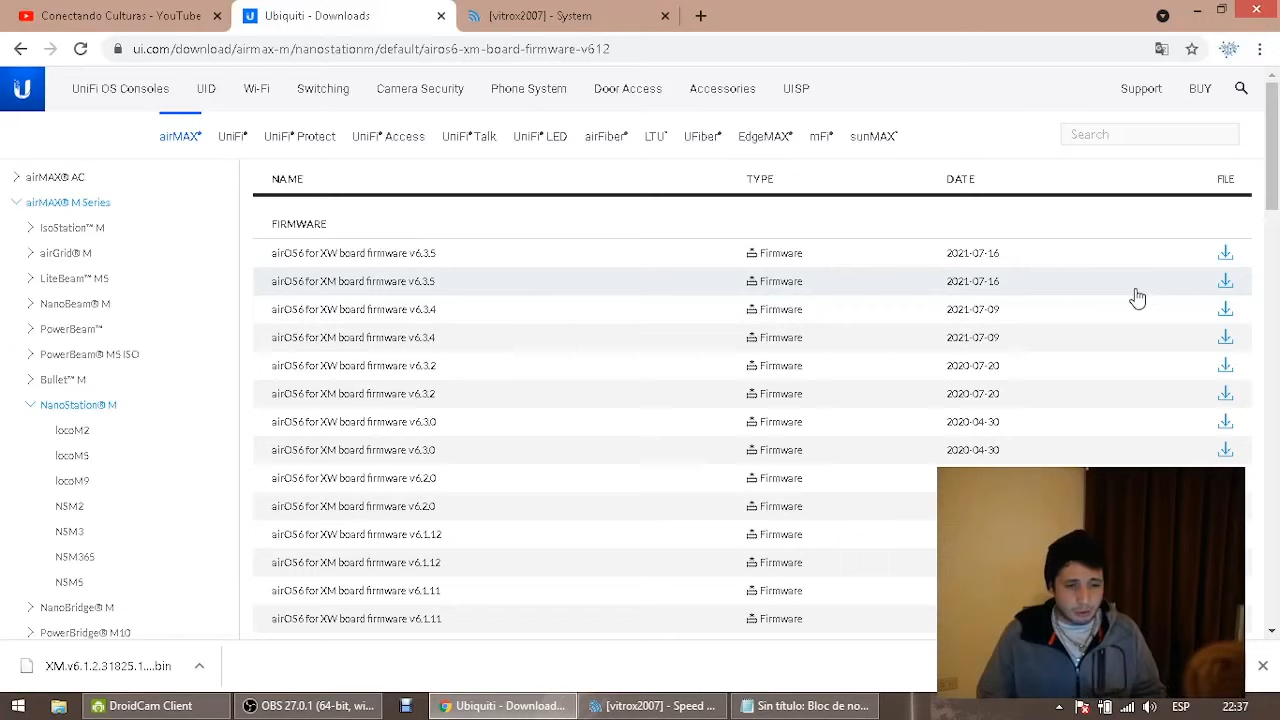 Conectando Culturas - YouTube
Ubiquiti - Downloads
[vitrox2007] - System
ui.com/download/airmax-m/nanostationm/default/airos6-xm-board-firmware-v612
UniFi OS Consoles UID Wi-Fi Switching Camera Security Phone System Door Access Accessories UISP Support BUY
airMAX® UniFi® UniFi® Protect UniFi® Access UniFi® Talk UniFi® LED airFiber® LTU™ UFiber® EdgeMAX® mFi® sunMAX™ Search
airMAX® AC
airMAX® M Series
IsoStation™ M
airGrid® M
LiteBeam™ M5
NanoBeam® M
PowerBeam™
PowerBeam® M5 ISO
Bullet™ M
NanoStation® M
locoM2
locoM5
locoM9
NSM2
NSM3
NSM365
NSM5
NanoBridge® M
PowerBridge® M10
NAME TYPE DATE FILE
FIRMWARE
airOS6 for XW board firmware v6.3.5 Firmware 2021-07-16
airOS6 for XM board firmware v6.3.5 Firmware 2021-07-16
airOS6 for XW board firmware v6.3.4 Firmware 2021-07-09
airOS6 for XM board firmware v6.3.4 Firmware 2021-07-09
airOS6 for XW board firmware v6.3.2 Firmware 2020-07-20
airOS6 for XM board firmware v6.3.2 Firmware 2020-07-20
airOS6 for XW board firmware v6.3.0 Firmware 2020-04-30
airOS6 for XM board firmware v6.3.0 Firmware 2020-04-30
airOS6 for XW board firmware v6.2.0 Firmware
airOS6 for XM board firmware v6.2.0 Firmware
airOS6 for XW board firmware v6.1.12 Firmware
airOS6 for XM board firmware v6.1.12 Firmware
airOS6 for XM board firmware v6.1.11 Firmware
airOS6 for XW board firmware v6.1.11 Firmware
XM.v6.1.2.31825.1....bin
DroidCam Client
OBS 27.0.1 (64-bit, w...
Ubiquiti - Download...
[vitrox2007] - Speed ...
Sin título: Bloc de no...
ES 22:37